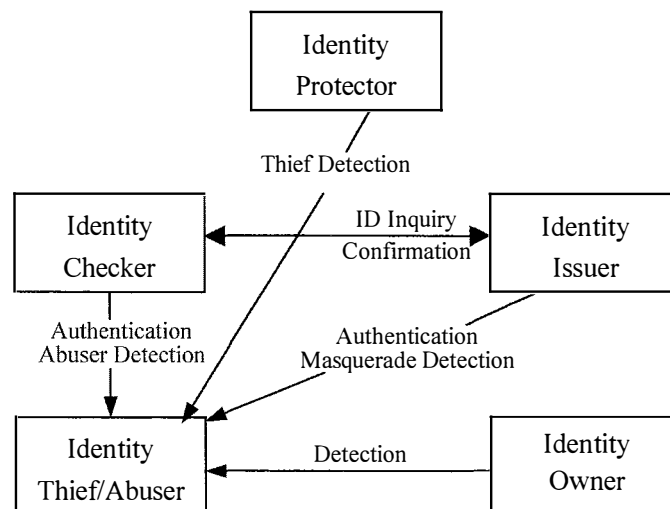 Identity
Protector
Thief Detection
Identity
Checker
ID Inquiry
Confirmation
Identity
Issuer
Authentication
Abuser Detection
Authentication
Masquerade Detection
Identity
Thief/Abuser
Detection
Identity
Owner